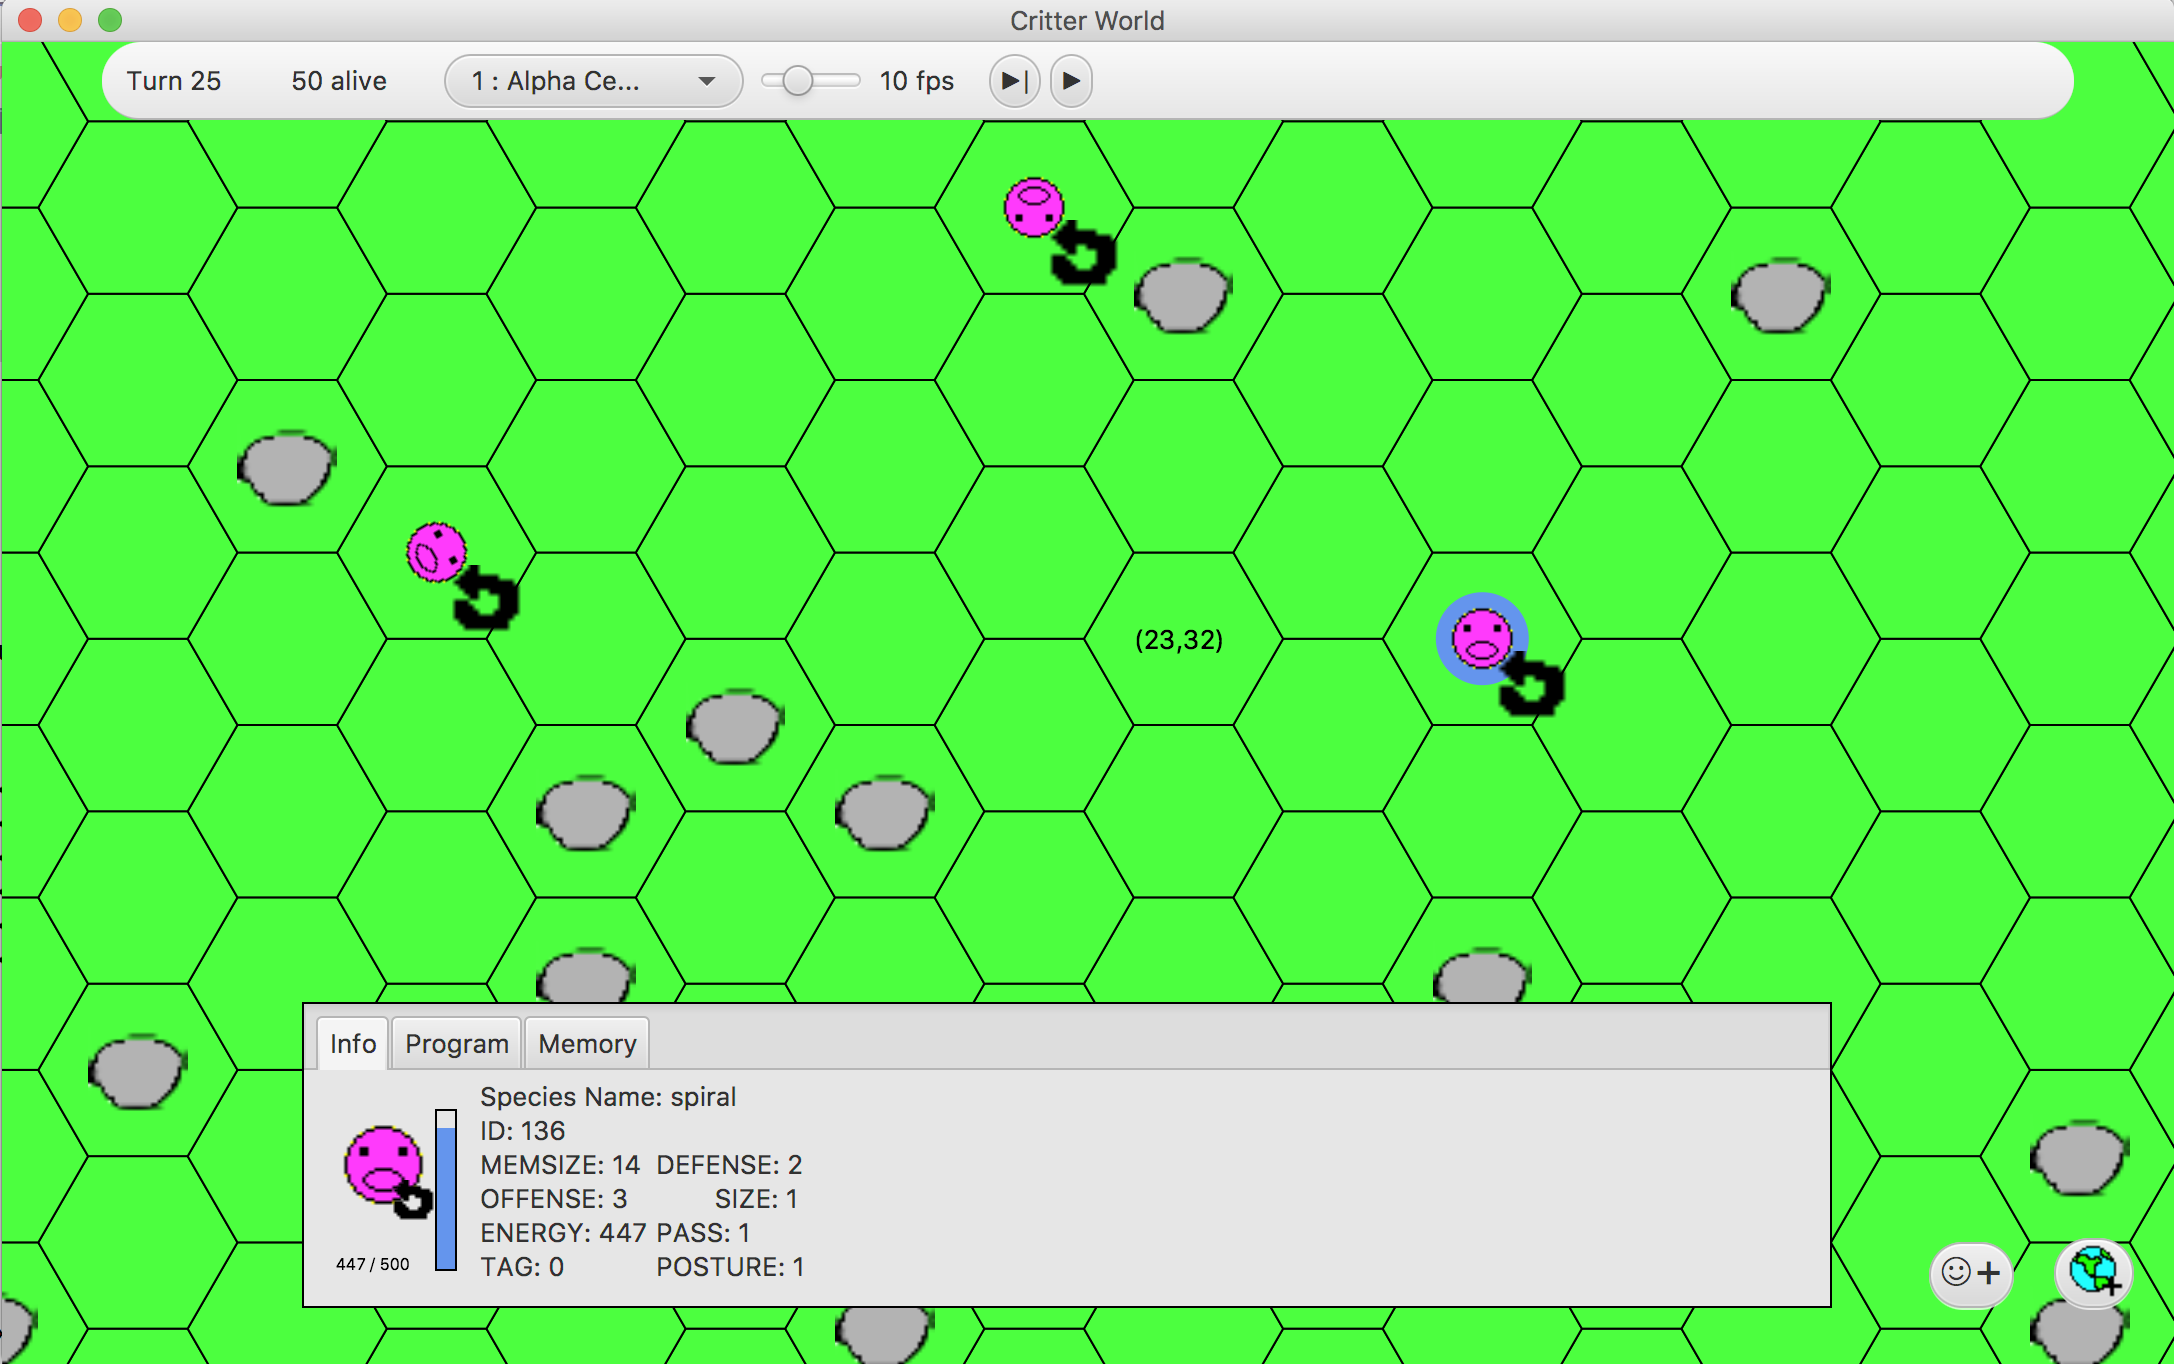 Critter World
Turn 25 50 alive 1 : Alpha Ce... 10 fps
(23,32)
Info Program Memory
Species Name: spiral
ID: 136
MEMSIZE: 14 DEFENSE: 2
OFFENSE: 3 SIZE: 1
ENERGY: 447 PASS: 1
447 / 500 TAG: 0 POSTURE: 1